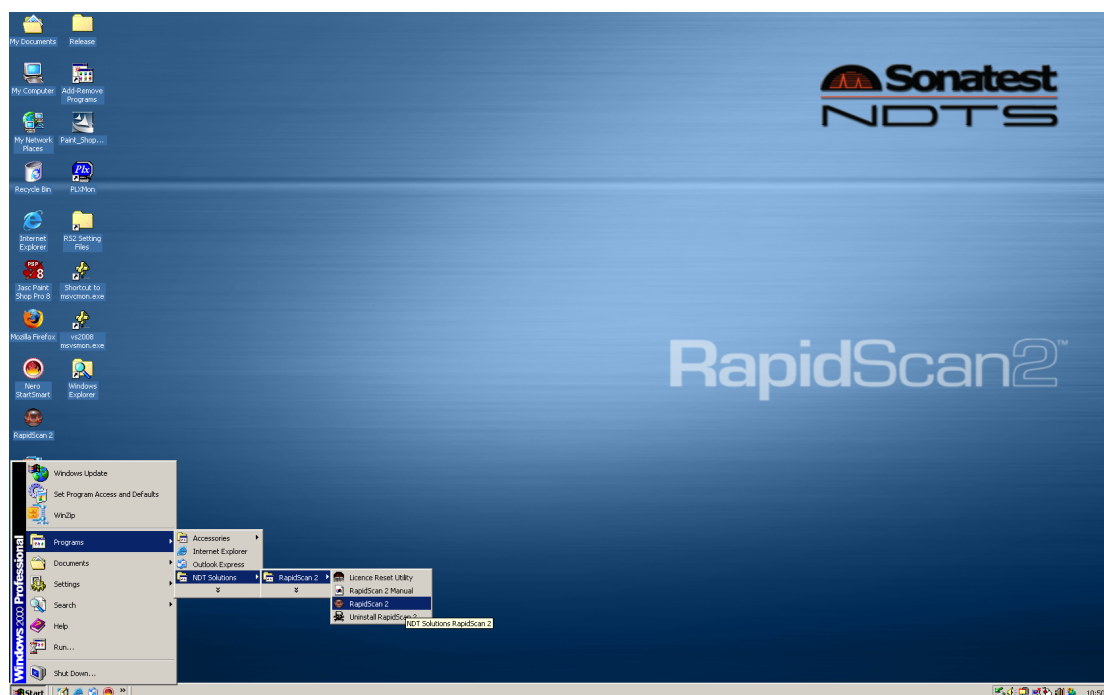 My Documents
Release
My Computer
Add-Remove
Programs
My Network
Places
Paint_Shop...
Recycle Bin
Plx
PLXMon
Internet
Explorer
RS2 Setting
Files
PSP
8
Jasc Paint
Shop Pro 8
Shortcut to
msvcmon.exe
Mozilla Firefox
vs2008
msvsmon.exe
Nero
StartSmart
Windows
Explorer
RapidScan 2
Sonatest
NDTS
RapidScan2™
Windows 2000 Professional
Windows Update
Set Program Access and Defaults
WinZip
Programs
Documents
Settings
Search
Help
Run...
Shut Down...
Accessories
Internet Explorer
Outlook Express
NDT Solutions
RapidScan 2
Licence Reset Utility
RapidScan 2 Manual
RapidScan 2
Uninstall RapidScan 2
NDT Solutions RapidScan 2
Start
10:50